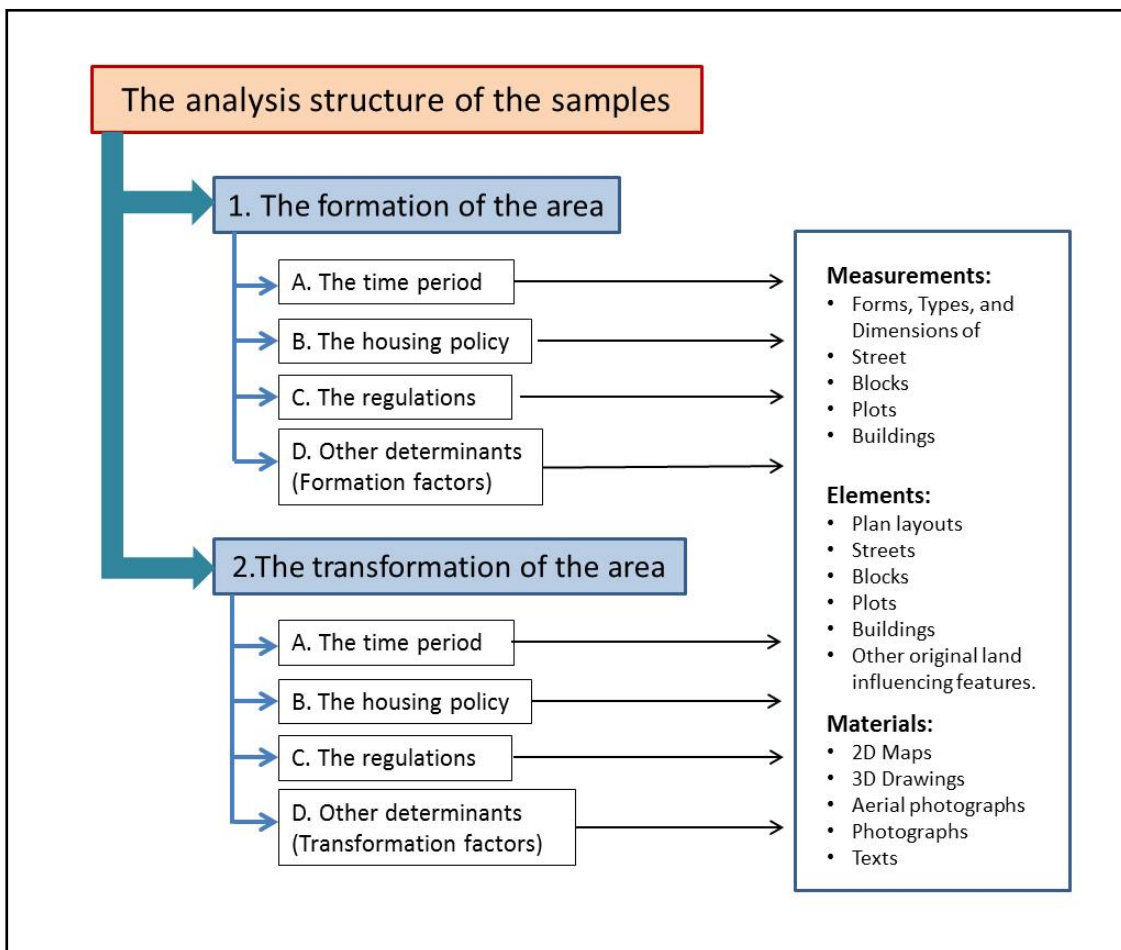 The analysis structure of the samples
1. The formation of the area
A. The time period
B. The housing policy
C. The regulations
D. Other determinants
(Formation factors)
2.The transformation of the area
A. The time period
B. The housing policy
C. The regulations
D. Other determinants
(Transformation factors)
Measurements:
• Forms, Types, and
Dimensions of
• Street
• Blocks
• Plots
• Buildings
Elements:
• Plan layouts
• Streets
• Blocks
• Plots
• Buildings
• Other original land
influencing features.
Materials:
• 2D Maps
• 3D Drawings
• Aerial photographs
• Photographs
• Texts